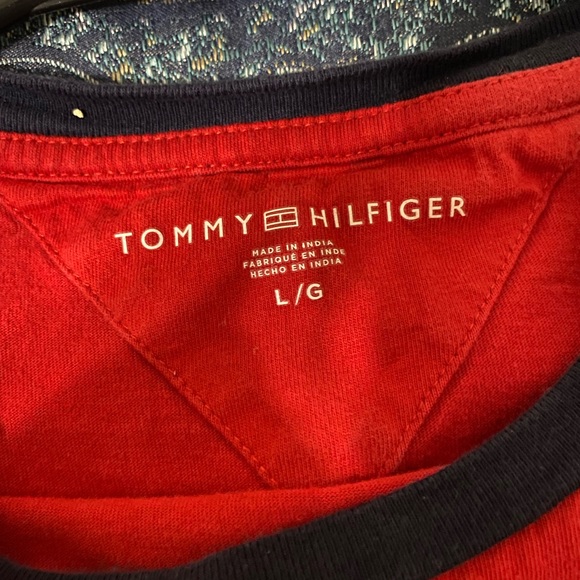 TOMMY HILFIGER
MADE IN INDIA
FABRIQUÉ EN INDE
HECHO EN INDIA
L/G